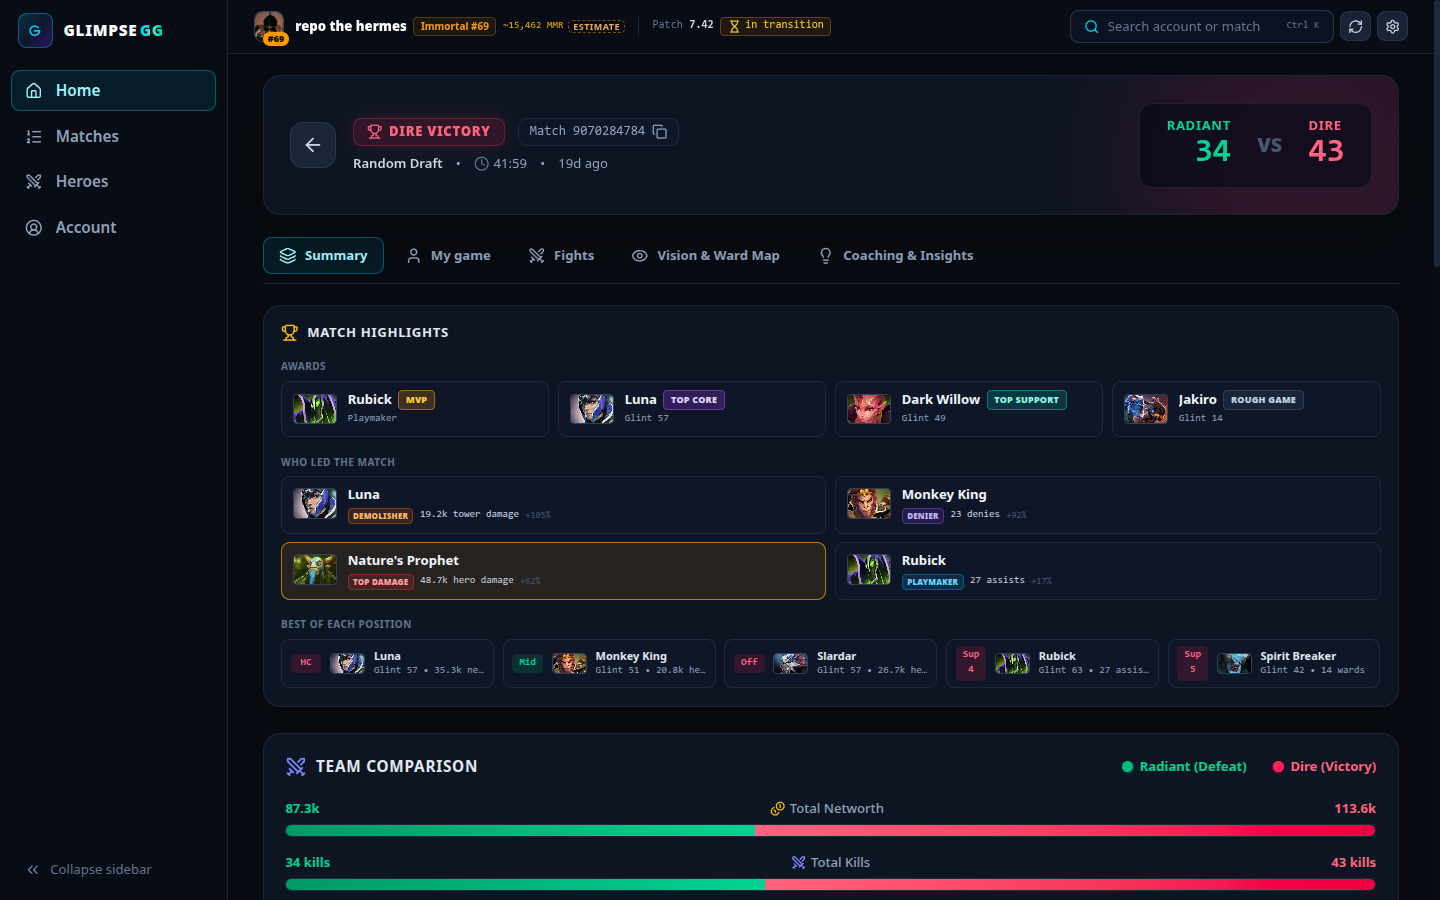 G GLIMPSE GG
Home
Matches
Heroes
Account
Collapse sidebar
#69
repo the hermes Immortal #69 ~15,462 MMR ESTIMATE Patch 7.42 in transition
Search account or match Ctrl K
DIRE VICTORY Match 9070284784
Random Draft • 41:59 • 19d ago
RADIANT 34 VS DIRE 43
Summary My game Fights Vision & Ward Map Coaching & Insights
MATCH HIGHLIGHTS
AWARDS
Rubick MVP
Playmaker
Luna TOP CORE
Glint 57
Dark Willow TOP SUPPORT
Glint 49
Jakiro ROUGH GAME
Glint 14
WHO LED THE MATCH
Luna
DEMOLISHER 19.2k tower damage +105%
Monkey King
DENIER 23 denies +92%
Nature's Prophet
TOP DAMAGE 48.7k hero damage +62%
Rubick
PLAYMAKER 27 assists +17%
BEST OF EACH POSITION
HC Luna
Glint 57 • 35.3k ne…
Mid Monkey King
Glint 51 • 20.8k he…
Off Slardar
Glint 57 • 26.7k he…
Sup 4 Rubick
Glint 63 • 27 assis…
Sup 5 Spirit Breaker
Glint 42 • 14 wards
TEAM COMPARISON
Radiant (Defeat) Dire (Victory)
87.3k Total Networth 113.6k
34 kills Total Kills 43 kills